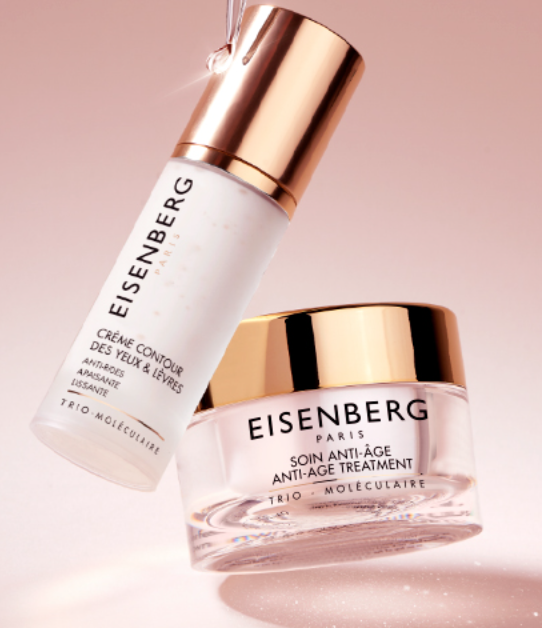 EISENBERG
PARIS
CRÈME CONTOUR
DES YEUX & LÈVRES
ANTI-RIDES
APAISANTE
LISSANTE
TRIO·MOLÉCULAIRE
EISENBERG
PARIS
SOIN ANTI-ÂGE
ANTI-AGE TREATMENT
TRIO · MOLÉCULAIRE